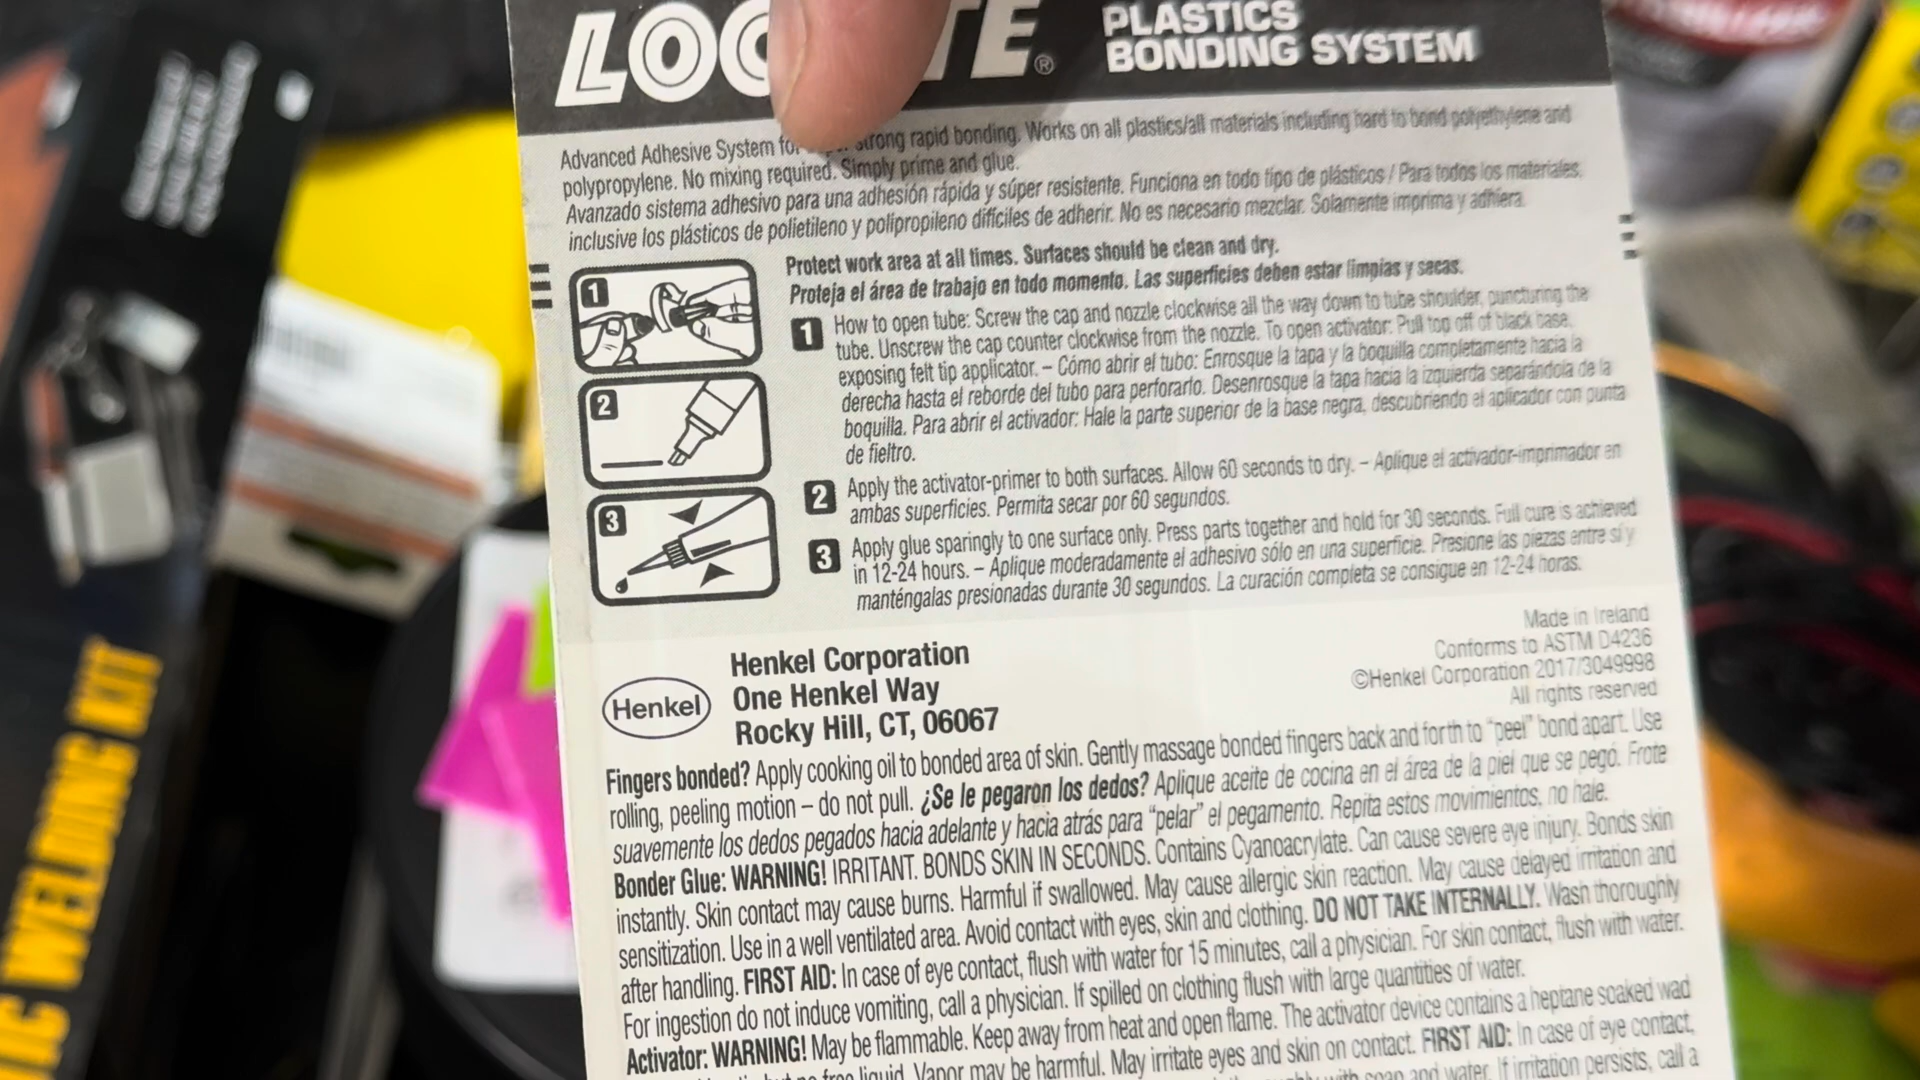 LOC TE®
PLASTICS
BONDING SYSTEM
Advanced Adhesive System for strong rapid bonding. Works on all plastics/all materials including hard to bond polyethylene and
polypropylene. No mixing required. Simply prime and glue.
Avanzado sistema adhesivo para una adhesión rápida y súper resistente. Funciona en todo tipo de plásticos / Para todos los materiales,
inclusive los plásticos de polietileno y polipropileno difíciles de adherir. No es necesario mezclar. Solamente imprima y adhiera.
Protect work area at all times. Surfaces should be clean and dry.
Proteja el área de trabajo en todo momento. Las superficies deben estar limpias y secas.
1
1 How to open tube: Screw the cap and nozzle clockwise all the way down to tube shoulder, puncturing the
tube. Unscrew the cap counter clockwise from the nozzle. To open activator: Pull top off of black base,
exposing felt tip applicator. – Cómo abrir el tubo: Enrosque la tapa y la boquilla completamente hacia la
derecha hasta el reborde del tubo para perforarlo. Desenrosque la tapa hacia la izquierda separándola de la
boquilla. Para abrir el activador: Hale la parte superior de la base negra, descubriendo el aplicador con punta
de fieltro.
2
2 Apply the activator-primer to both surfaces. Allow 60 seconds to dry. – Aplique el activador-imprimador en
ambas superficies. Permita secar por 60 segundos.
3
3 Apply glue sparingly to one surface only. Press parts together and hold for 30 seconds. Full cure is achieved
in 12-24 hours. – Aplique moderadamente el adhesivo sólo en una superficie. Presione las piezas entre sí y
manténgalas presionadas durante 30 segundos. La curación completa se consigue en 12-24 horas.
Henkel
Henkel Corporation
One Henkel Way
Rocky Hill, CT, 06067
Made in Ireland
Conforms to ASTM D4236
©Henkel Corporation 2017/3049998
All rights reserved
Fingers bonded? Apply cooking oil to bonded area of skin. Gently massage bonded fingers back and forth to "peel" bond apart. Use
rolling, peeling motion – do not pull. ¿Se le pegaron los dedos? Aplique aceite de cocina en el área de la piel que se pegó. Frote
suavemente los dedos pegados hacia adelante y hacia atrás para "pelar" el pegamento. Repita estos movimientos, no hale.
Bonder Glue: WARNING! IRRITANT. BONDS SKIN IN SECONDS. Contains Cyanoacrylate. Can cause severe eye injury. Bonds skin
instantly. Skin contact may cause burns. Harmful if swallowed. May cause allergic skin reaction. May cause delayed irritation and
sensitization. Use in a well ventilated area. Avoid contact with eyes, skin and clothing. DO NOT TAKE INTERNALLY. Wash thoroughly
after handling. FIRST AID: In case of eye contact, flush with water for 15 minutes, call a physician. For skin contact, flush with water.
For ingestion do not induce vomiting, call a physician. If spilled on clothing flush with large quantities of water.
Activator: WARNING! May be flammable. Keep away from heat and open flame. The activator device contains a heptane soaked wad
free liquid. Vapor may be harmful. May irritate eyes and skin on contact. FIRST AID: In case of eye contact,
with soap and water. If irritation persists, call a
WELDING KIT